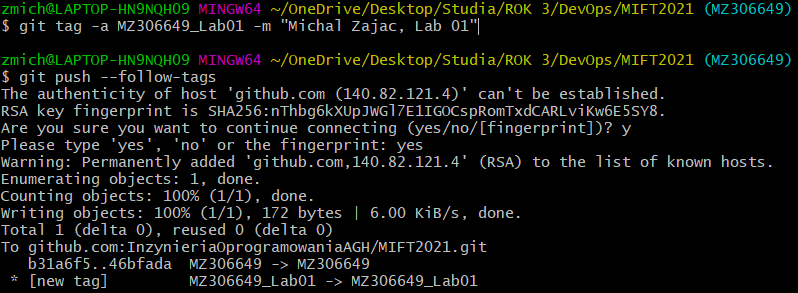 zmich@LAPTOP-HN9NQH09 MINGW64 ~/OneDrive/Desktop/Studia/ROK 3/DevOps/MIFT2021 (MZ306649)
$ git tag -a MZ306649_Lab01 -m "Michal Zajac, Lab 01"
zmich@LAPTOP-HN9NQH09 MINGW64 ~/OneDrive/Desktop/Studia/ROK 3/DevOps/MIFT2021 (MZ306649)
$ git push --follow-tags
The authenticity of host 'github.com (140.82.121.4)' can't be established.
RSA key fingerprint is SHA256:nThbg6kXUpJWGl7E1IGOCspRomTxdCARLviKw6E5SY8.
Are you sure you want to continue connecting (yes/no/[fingerprint])? y
Please type 'yes', 'no' or the fingerprint: yes
Warning: Permanently added 'github.com,140.82.121.4' (RSA) to the list of known hosts.
Enumerating objects: 1, done.
Counting objects: 100% (1/1), done.
Writing objects: 100% (1/1), 172 bytes | 6.00 KiB/s, done.
Total 1 (delta 0), reused 0 (delta 0)
To github.com:InzynieriaOprogramowaniaAGH/MIFT2021.git
b31a6f5..46bfada  MZ306649 -> MZ306649
* [new tag]         MZ306649_Lab01 -> MZ306649_Lab01